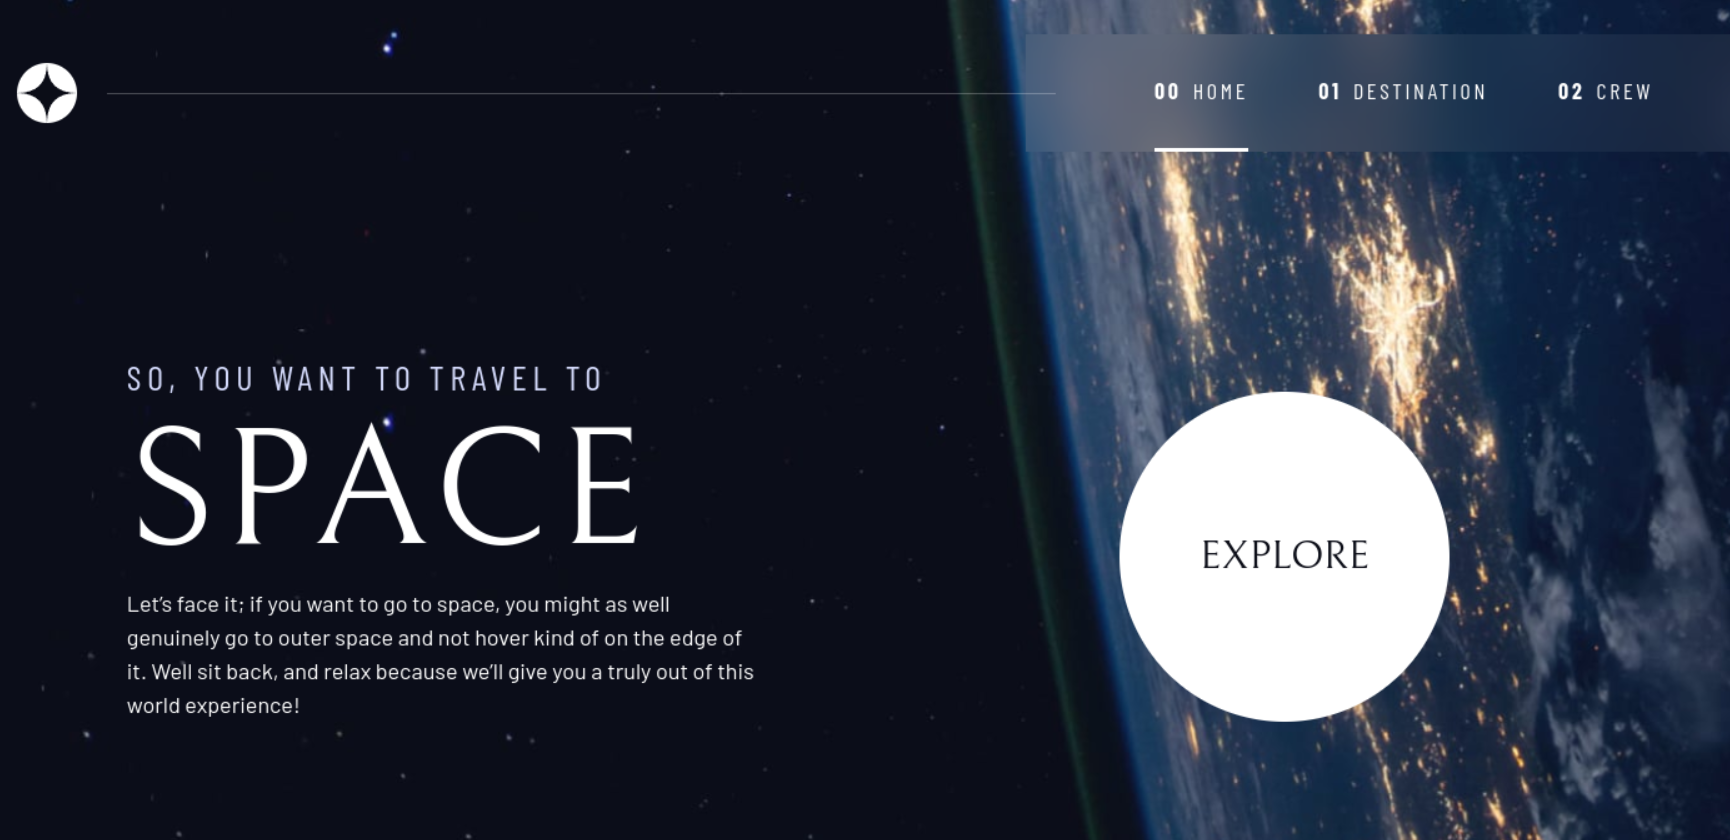 00 HOME 01 DESTINATION 02 CREW
SO, YOU WANT TO TRAVEL TO
SPACE
Let’s face it; if you want to go to space, you might as well
genuinely go to outer space and not hover kind of on the edge of
it. Well sit back, and relax because we’ll give you a truly out of this
world experience!
EXPLORE